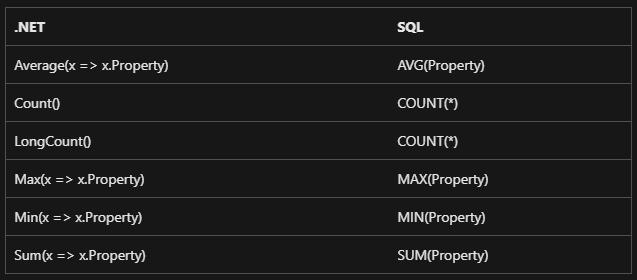 .NET SQL
Average(x => x.Property) AVG(Property)
Count() COUNT(*)
LongCount() COUNT(*)
Max(x => x.Property) MAX(Property)
Min(x => x.Property) MIN(Property)
Sum(x => x.Property) SUM(Property)